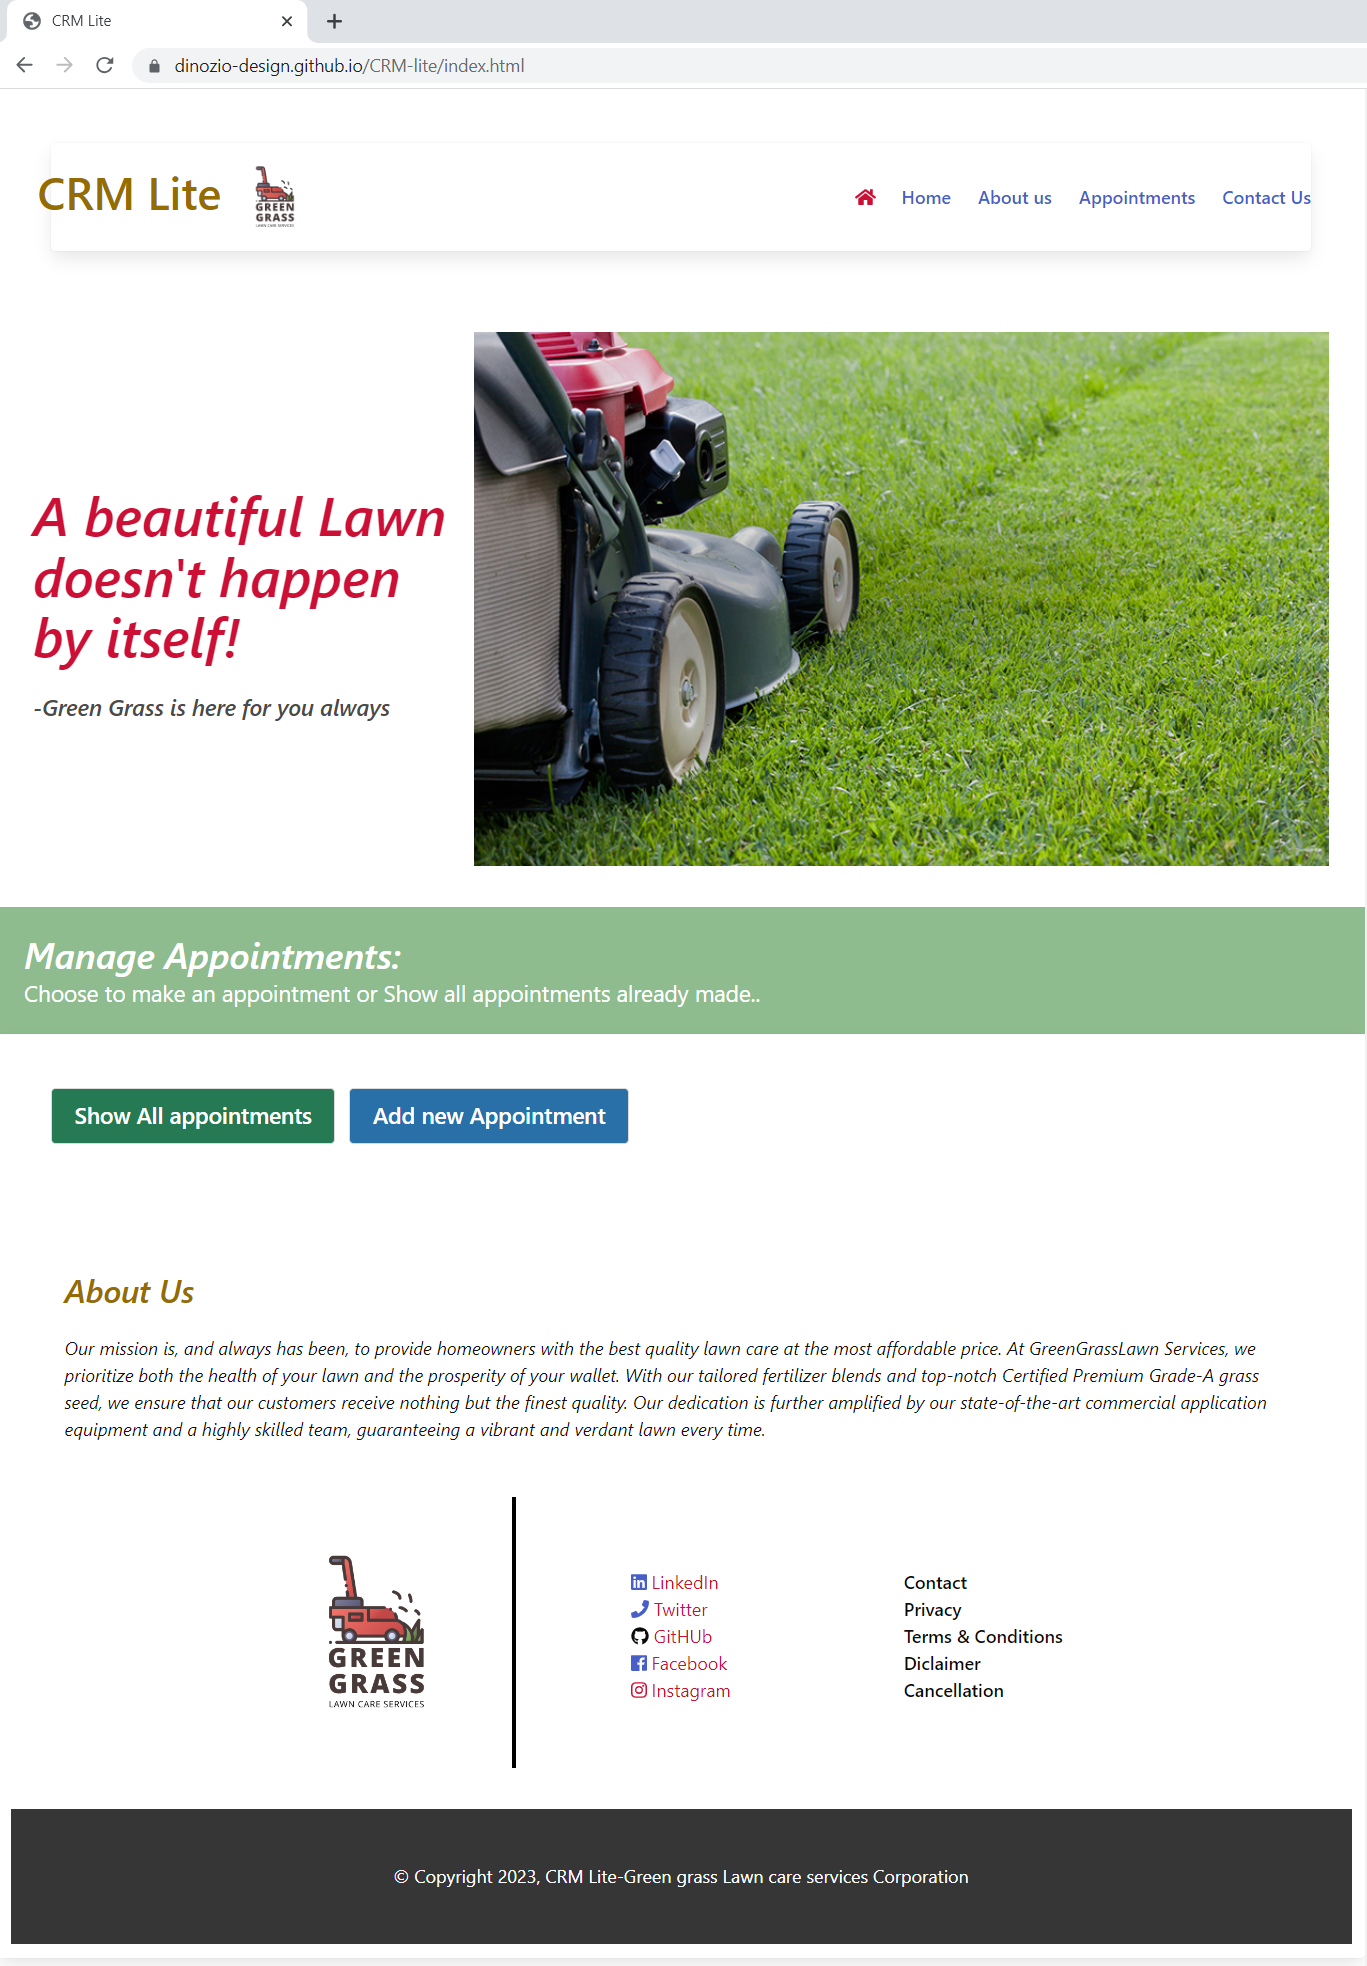 CRM Lite
dinozio-design.github.io/CRM-lite/index.html
CRM Lite
GREEN
GRASS
LAWN CARE SERVICES
Home
About us
Appointments
Contact Us
A beautiful Lawn
doesn't happen
by itself!
-Green Grass is here for you always
Manage Appointments:
Choose to make an appointment or Show all appointments already made..
Show All appointments
Add new Appointment
About Us
Our mission is, and always has been, to provide homeowners with the best quality lawn care at the most affordable price. At GreenGrassLawn Services, we
prioritize both the health of your lawn and the prosperity of your wallet. With our tailored fertilizer blends and top-notch Certified Premium Grade-A grass
seed, we ensure that our customers receive nothing but the finest quality. Our dedication is further amplified by our state-of-the-art commercial application
equipment and a highly skilled team, guaranteeing a vibrant and verdant lawn every time.
GREEN
GRASS
LAWN CARE SERVICES
LinkedIn
Twitter
GitHUb
Facebook
Instagram
Contact
Privacy
Terms & Conditions
Diclaimer
Cancellation
© Copyright 2023, CRM Lite-Green grass Lawn care services Corporation